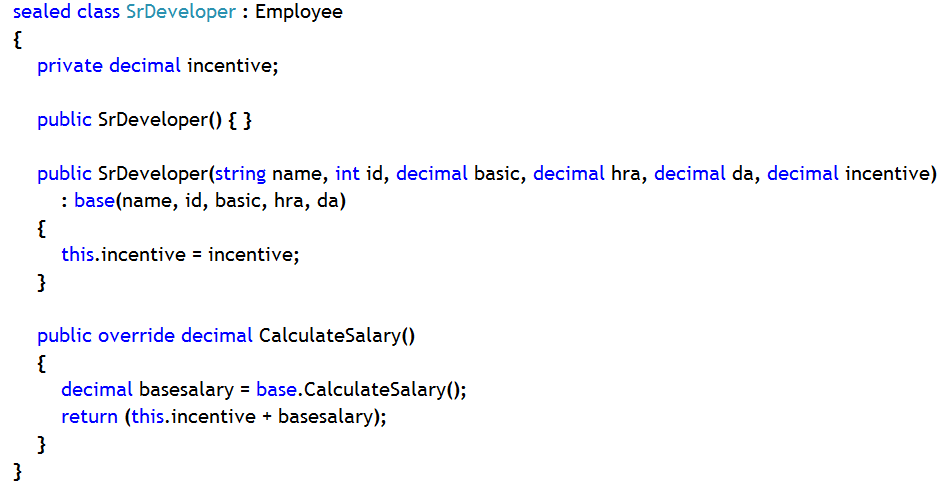 sealed class SrDeveloper : Employee
{
private decimal incentive;
public SrDeveloper() { }
public SrDeveloper(string name, int id, decimal basic, decimal hra, decimal da, decimal incentive)
: base(name, id, basic, hra, da)
{
this.incentive = incentive;
}
public override decimal CalculateSalary()
{
decimal basesalary = base.CalculateSalary();
return (this.incentive + basesalary);
}
}